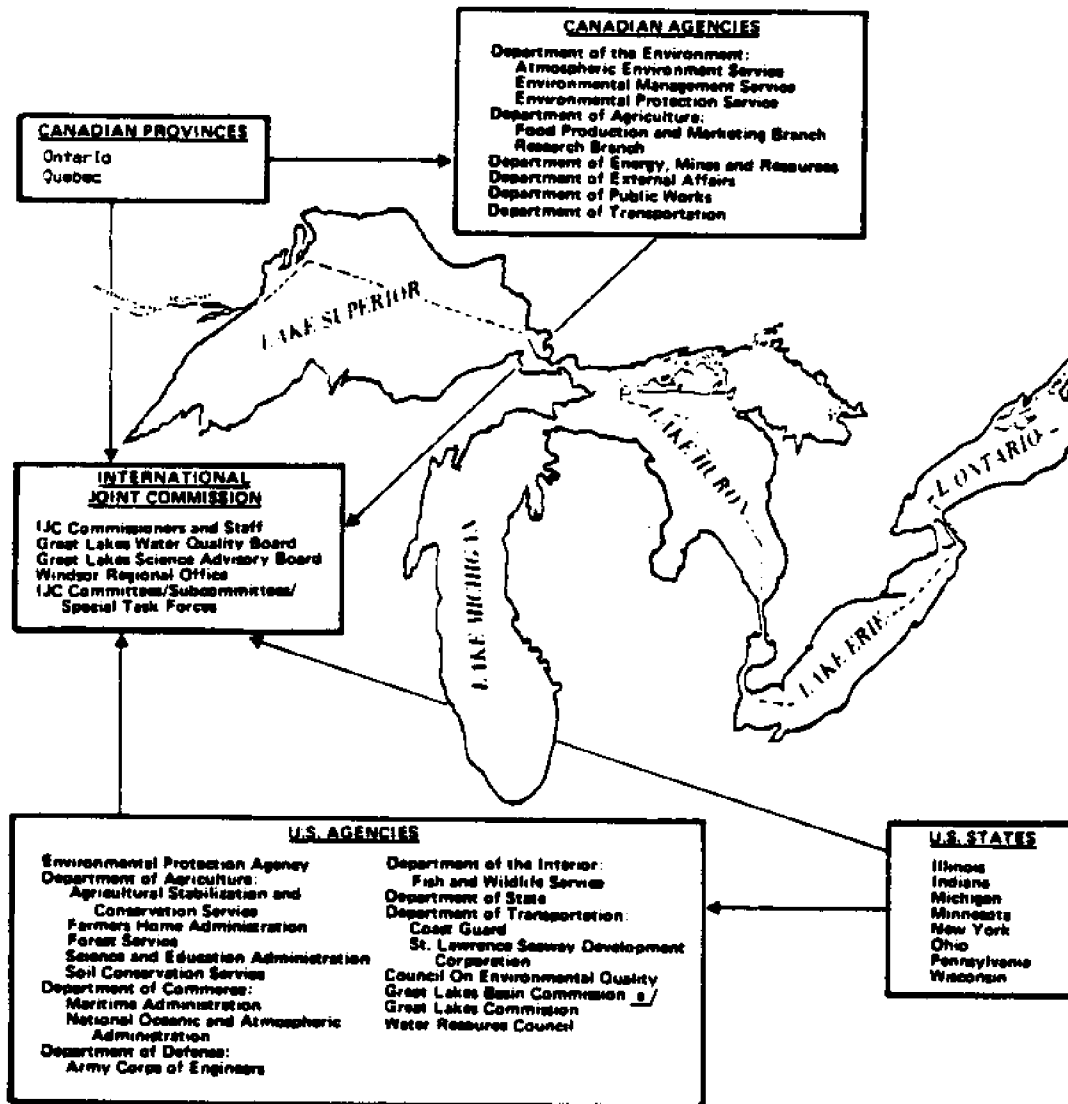 CANADIAN AGENCIES
Department of the Environment:
Atmospheric Environment Service
Environmental Management Service
Environmental Protection Service
Department of Agriculture:
Food Production and Marketing Branch
Research Branch
Department of Energy, Mines and Resources
Department of External Affairs
Department of Public Works
Department of Transportation
CANADIAN PROVINCES
Ontario
Quebec
LAKE SUPERIOR
LAKE HURON
L ONTARIO
LAKE MICHIGAN
LAKE ERIE
INTERNATIONAL
JOINT COMMISSION
IJC Commissioners and Staff
Great Lakes Water Quality Board
Great Lakes Science Advisory Board
Windsor Regional Office
IJC Committees/Subcommittees/
Special Task Forces
U.S. AGENCIES
Environmental Protection Agency
Department of Agriculture:
Agricultural Stabilization and
Conservation Service
Farmers Home Administration
Forest Service
Science and Education Administration
Soil Conservation Service
Department of Commerce:
Maritime Administration
National Oceanic and Atmospheric
Administration
Department of Defense:
Army Corps of Engineers
Department of the Interior:
Fish and Wildlife Service
Department of State
Department of Transportation:
Coast Guard
St. Lawrence Seaway Development
Corporation
Council On Environmental Quality
Great Lakes Basin Commission a/
Great Lakes Commission
Water Resures Council
U.S. STATES
Illinois
Indiana
Michigan
Minnesota
New York
Ohio
Pennsylvania
Wisconsin